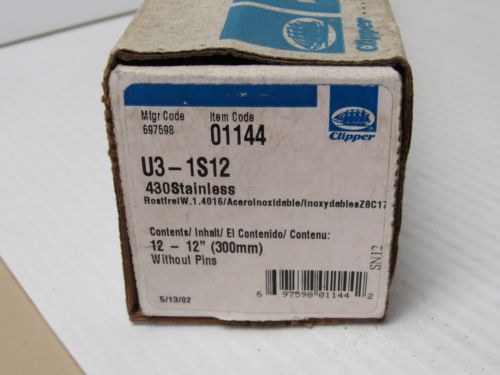 Clipper
Mfgr Code Item Code
697598 01144
Clipper
U3-1S12
430Stainless
RostfreiW.1.4016/AceroInoxidable/InoxydablesZ8C17
Contents/ Inhalt/ El Contenido/ Contenu:
12 - 12" (300mm)
Without Pins
SN12
5/13/02
6 97598 01144 2